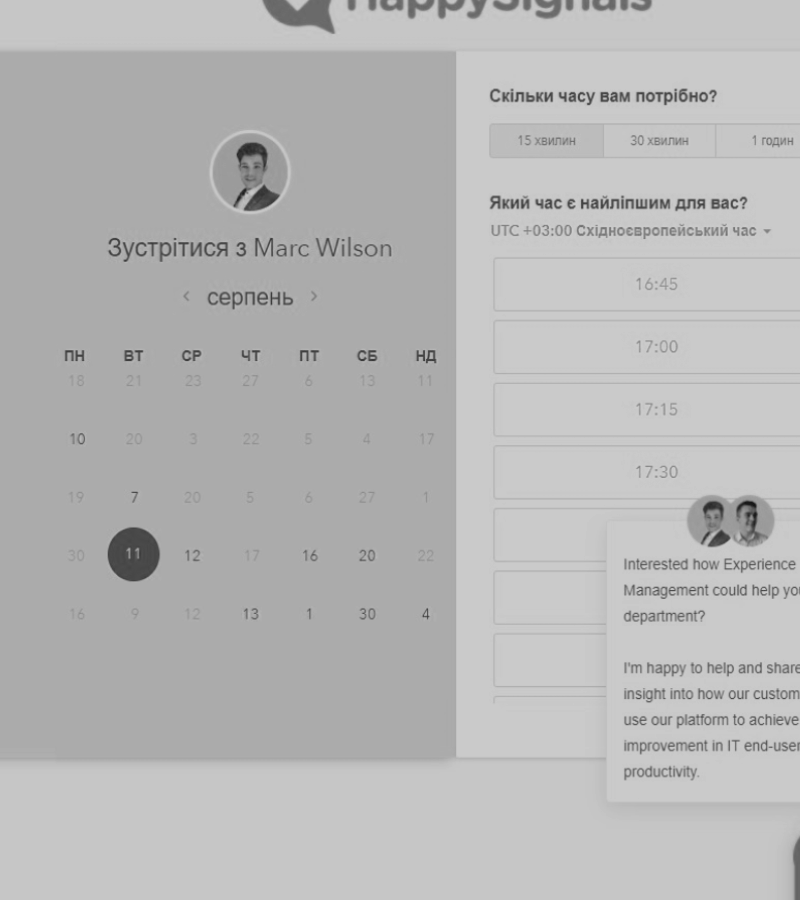 HappySignals
Зустрітися з Marc Wilson
‹ серпень ›
ПН ВТ СР ЧТ ПТ СБ НД
18 21 23 27 6 13 11
10 20 3 22 5 4 17
19 7 20 5 6 27 1
30 11 12 17 16 20 22
16 9 12 13 1 30 4
Скільки часу вам потрібно?
15 хвилин 30 хвилин 1 годин
Який час є найліпшим для вас?
UTC +03:00 Східноєвропейський час
16:45
17:00
17:15
17:30
Interested how Experience
Management could help you
department?
I'm happy to help and share
insight into how our custom
use our platform to achieve
improvement in IT end-user
productivity.